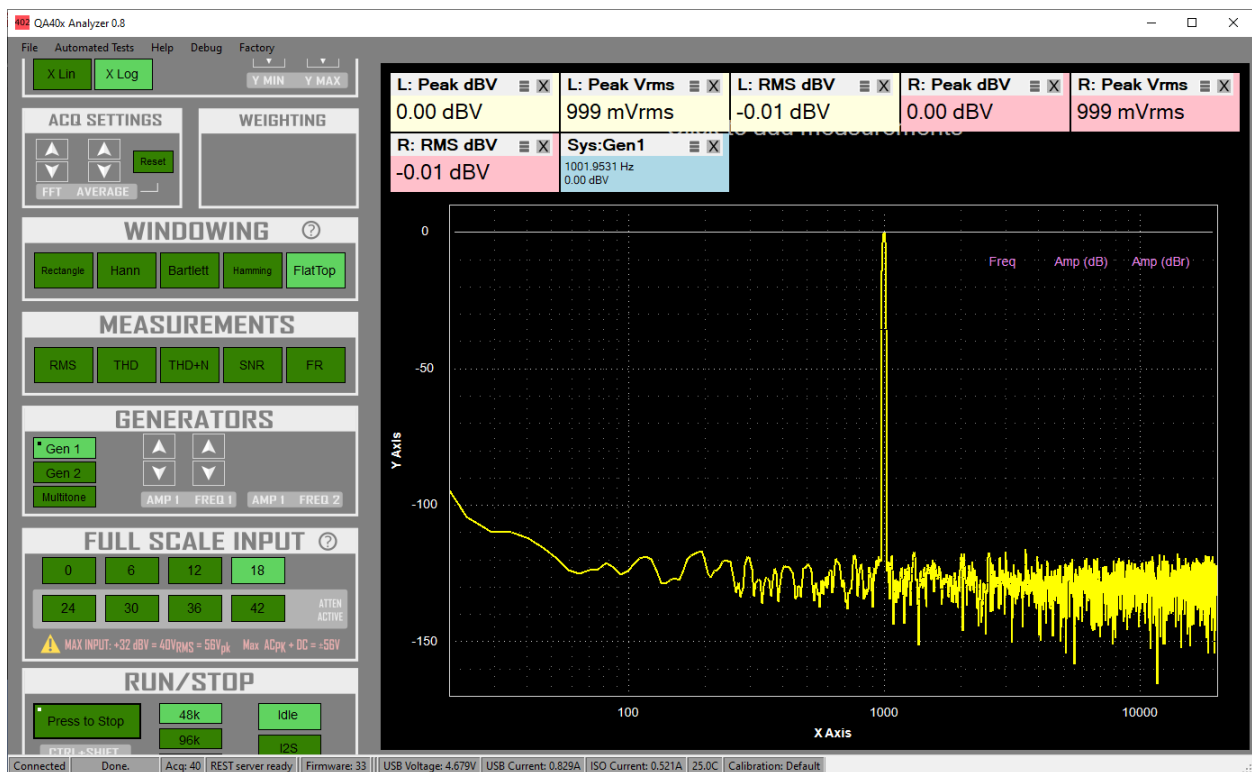 402 QA40x Analyzer 0.8
File Automated Tests Help Debug Factory
X Lin X Log
Y MIN Y MAX
ACQ SETTINGS
Reset
FFT AVERAGE
WEIGHTING
WINDOWING ?
Rectangle Hann Bartlett Hamming FlatTop
MEASUREMENTS
RMS THD THD+N SNR FR
GENERATORS
Gen 1
Gen 2
Multitone
AMP 1 FREQ 1 AMP 1 FREQ 2
FULL SCALE INPUT ?
0 6 12 18
24 30 36 42
ATTEN
ACTIVE
MAX INPUT: +32 dBV = 40VRMS = 56Vpk Max ACpK + DC = ±56V
RUN/STOP
Press to Stop
48k
Idle
96k
I2S
CTRL+SHIFT
L: Peak dBV X
0.00 dBV
L: Peak Vrms X
999 mVrms
L: RMS dBV X
-0.01 dBV
R: Peak dBV X
0.00 dBV
R: Peak Vrms X
999 mVrms
to add measurements
R: RMS dBV X
-0.01 dBV
Sys:Gen1 X
1001.9531 Hz
0.00 dBV
Freq Amp (dB) Amp (dBr)
0
-50
-100
-150
Y Axis
100 1000 10000
X Axis
Connected Done. Acq: 40 REST server ready Firmware: 33 USB Voltage: 4.679V USB Current: 0.829A ISO Current: 0.521A 25.0C Calibration: Default